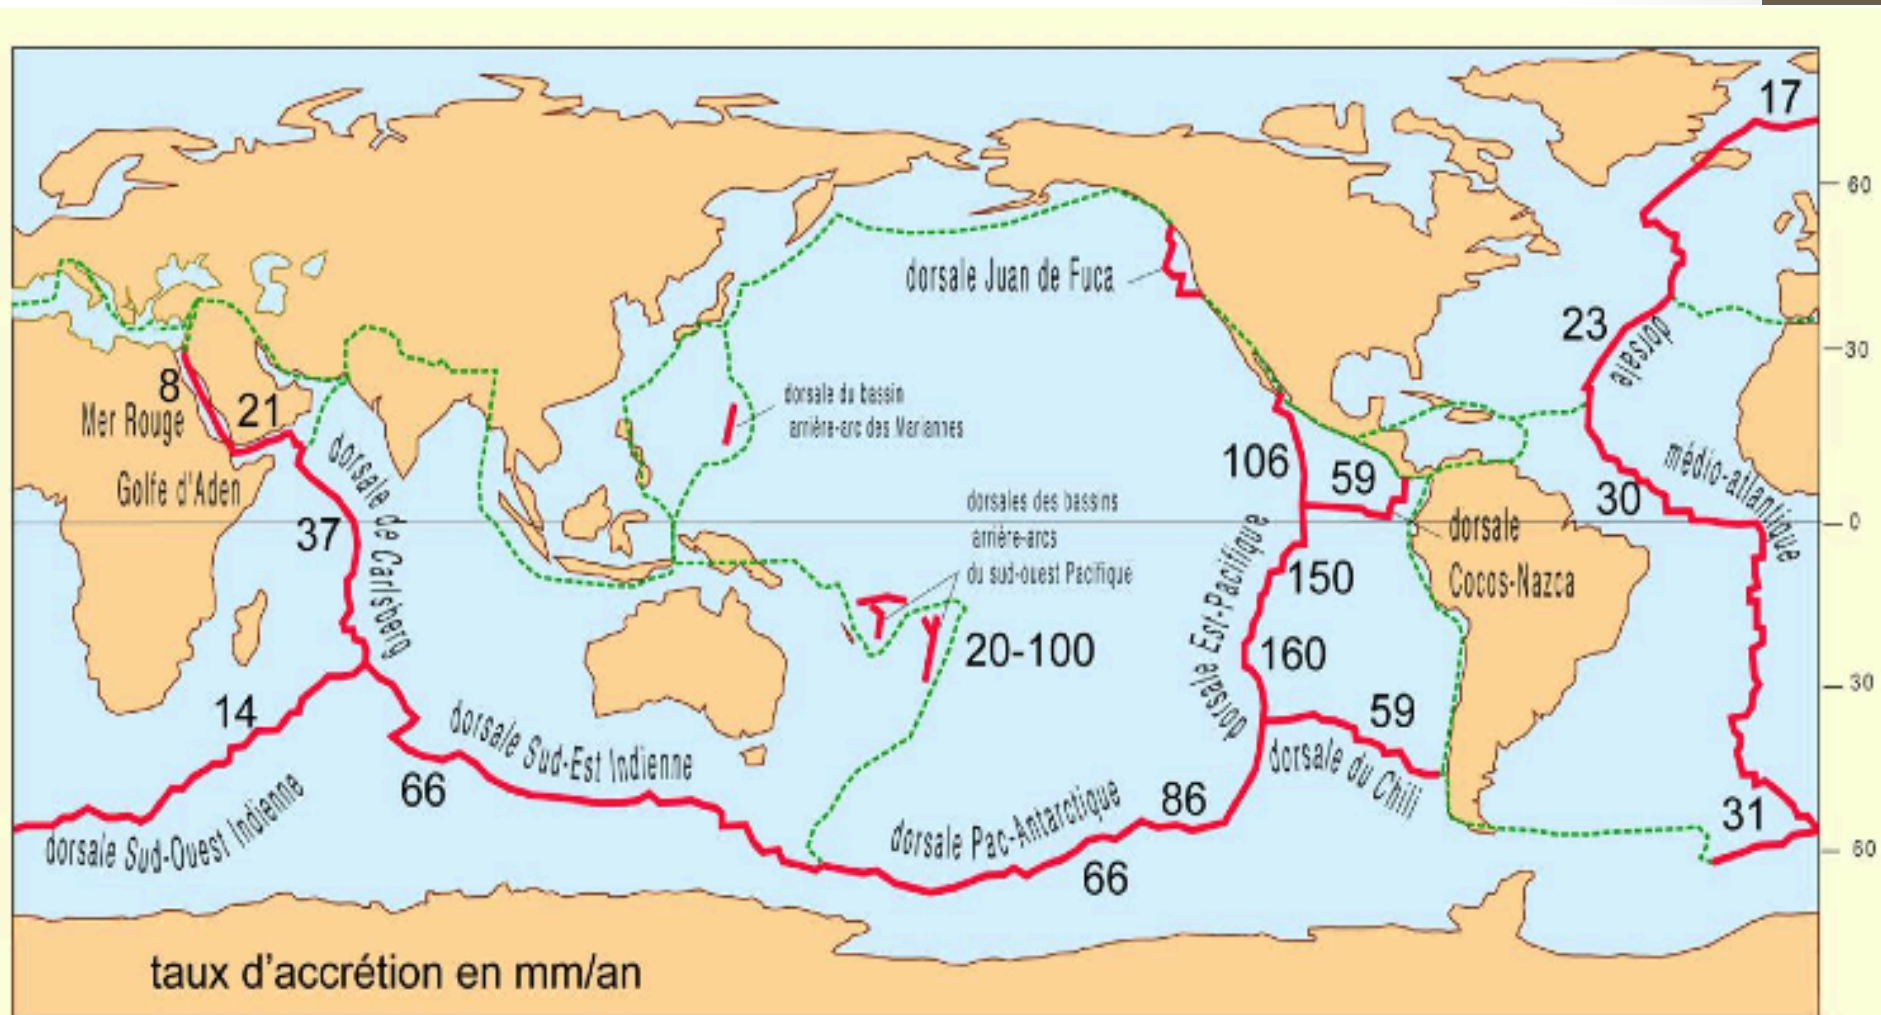 17
60
dorsale Juan de Fuca
23
dorsale
30
8
Mer Rouge
21
dorsale du bassin
arrière-arc des Mariannes
Golfe d'Aden
dorsale de Carlsberg
37
106
59
médio-atlantique
30
0
dorsales des bassins
arrière-arcs
du sud-ouest Pacifique
dorsale
Cocos-Nazca
dorsale Est-Pacifique
150
160
20-100
30
14
59
dorsale Sud-Est Indienne
dorsale du Chili
66
dorsale Sud-Ouest Indienne
dorsale Pac-Antarctique
86
66
31
60
taux d'accrétion en mm/an